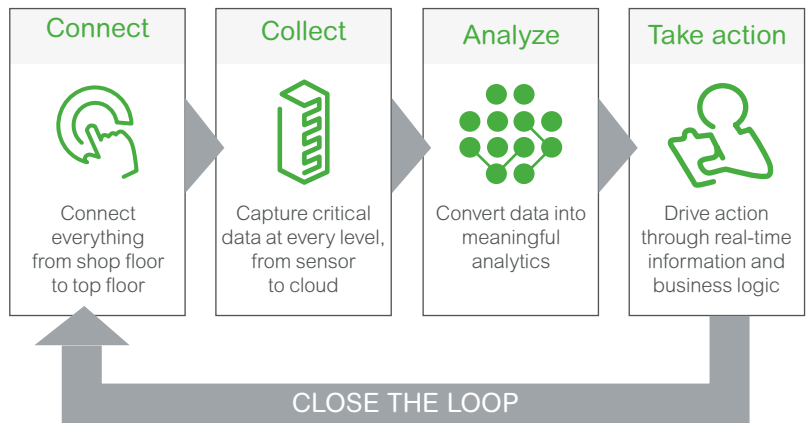 Connect
Connect
everything
from shop floor
to top floor
Collect
Capture critical
data at every level,
from sensor
to cloud
Analyze
Convert data into
meaningful
analytics
Take action
Drive action
through real-time
information and
business logic
CLOSE THE LOOP